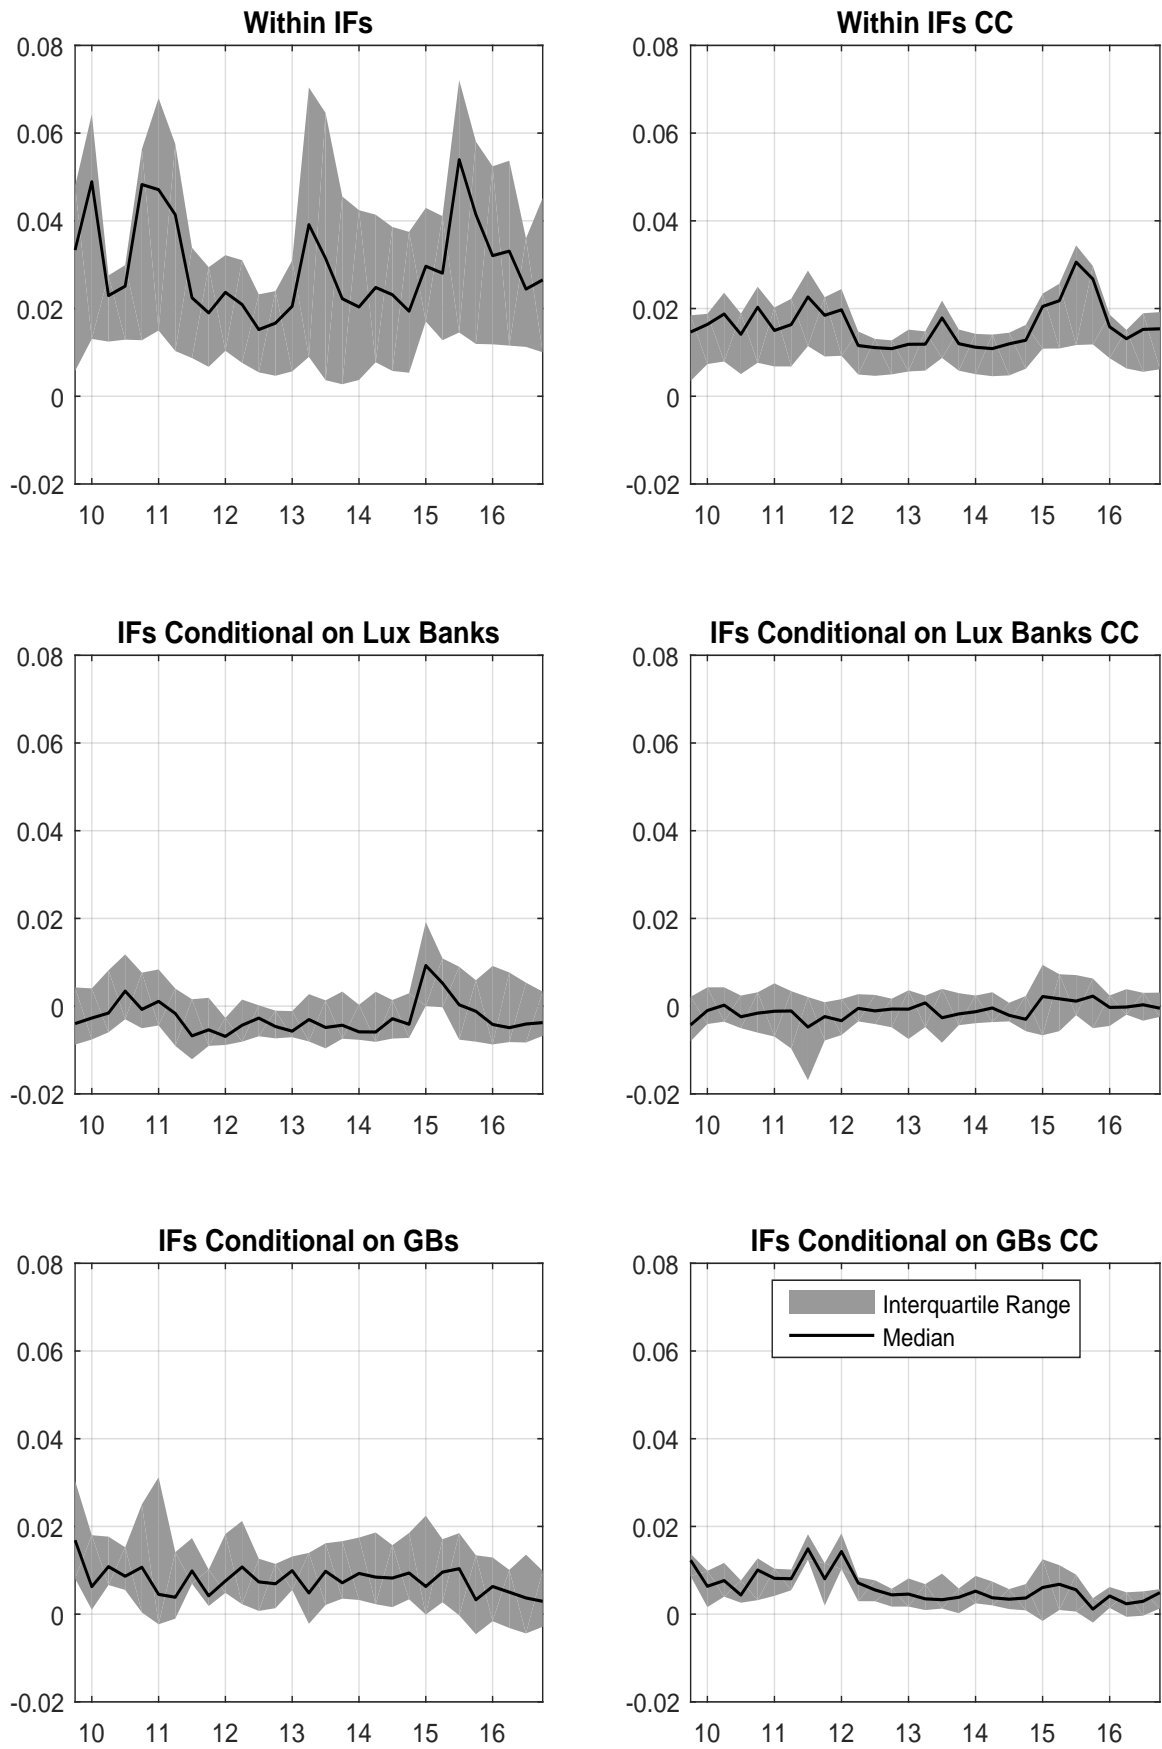 Within IFs
0.08
0.06
0.04
0.02
0
-0.02
10 11 12 13 14 15 16
Within IFs CC
0.08
0.06
0.04
0.02
0
-0.02
10 11 12 13 14 15 16
IFs Conditional on Lux Banks
0.08
0.06
0.04
0.02
0
-0.02
10 11 12 13 14 15 16
IFs Conditional on Lux Banks CC
0.08
0.06
0.04
0.02
0
-0.02
10 11 12 13 14 15 16
IFs Conditional on GBs
0.08
0.06
0.04
0.02
0
-0.02
10 11 12 13 14 15 16
IFs Conditional on GBs CC
0.08
Interquartile Range
Median
0.06
0.04
0.02
0
-0.02
10 11 12 13 14 15 16